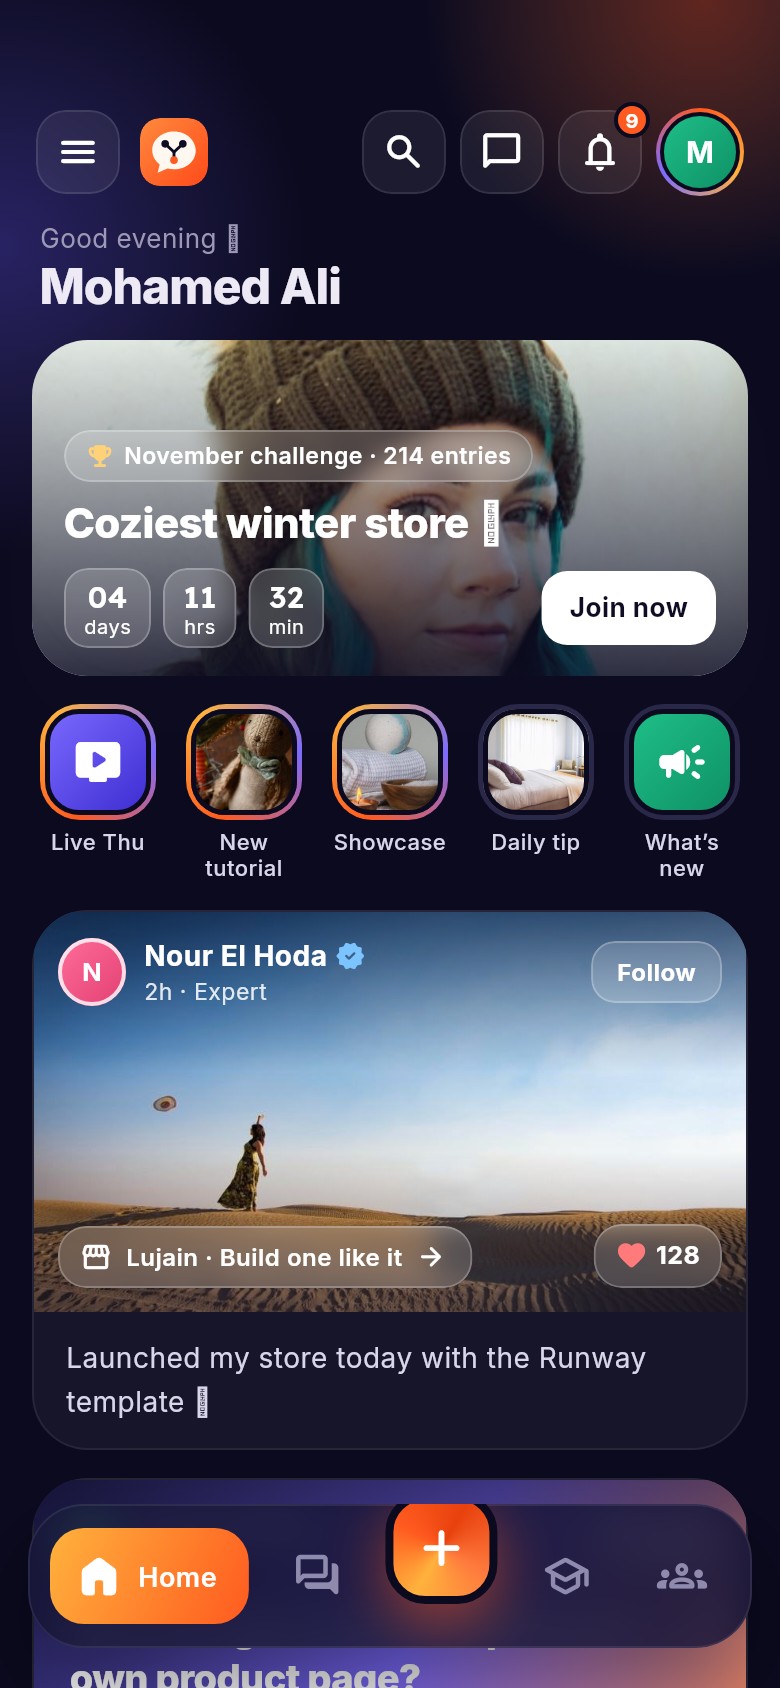 9
M
Good evening
Mohamed Ali
November challenge · 214 entries
Coziest winter store
04 11 32
days hrs min
Join now
Live Thu
New tutorial
Showcase
Daily tip
What’s new
N
Nour El Hoda
2h · Expert
Follow
Lujain · Build one like it →
128
Launched my store today with the Runway
template
Home
own product page?